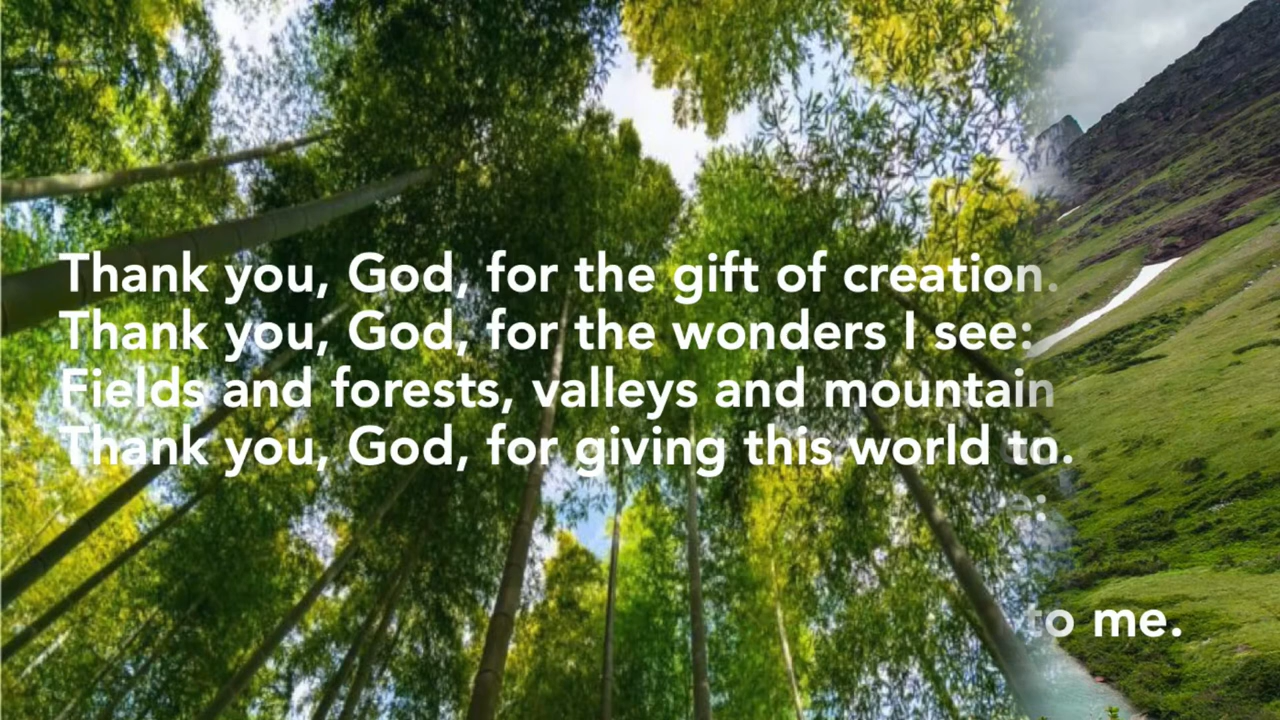 Thank you, God, for the gift of creation.
Thank you, God, for the wonders I see:
Fields and forests, valleys and mountain
Thank you, God, for giving this world to
n.
e:
to me.